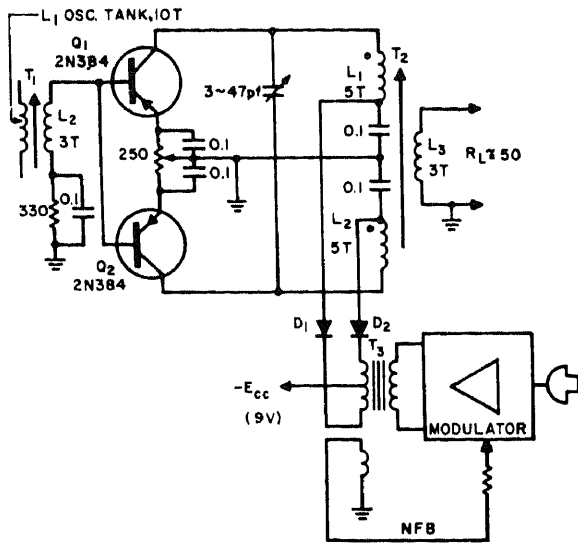 L1 OSC. TANK, 10T
Q1
2N384
T1
L2
3T
0.1
330
250
0.1
0.1
Q2
2N384
3~47pf
T2
L1
5T
0.1
0.1
L2
5T
L3
3T
RL≈50
D1
D2
T3
-Ecc
(9V)
MODULATOR
NFB